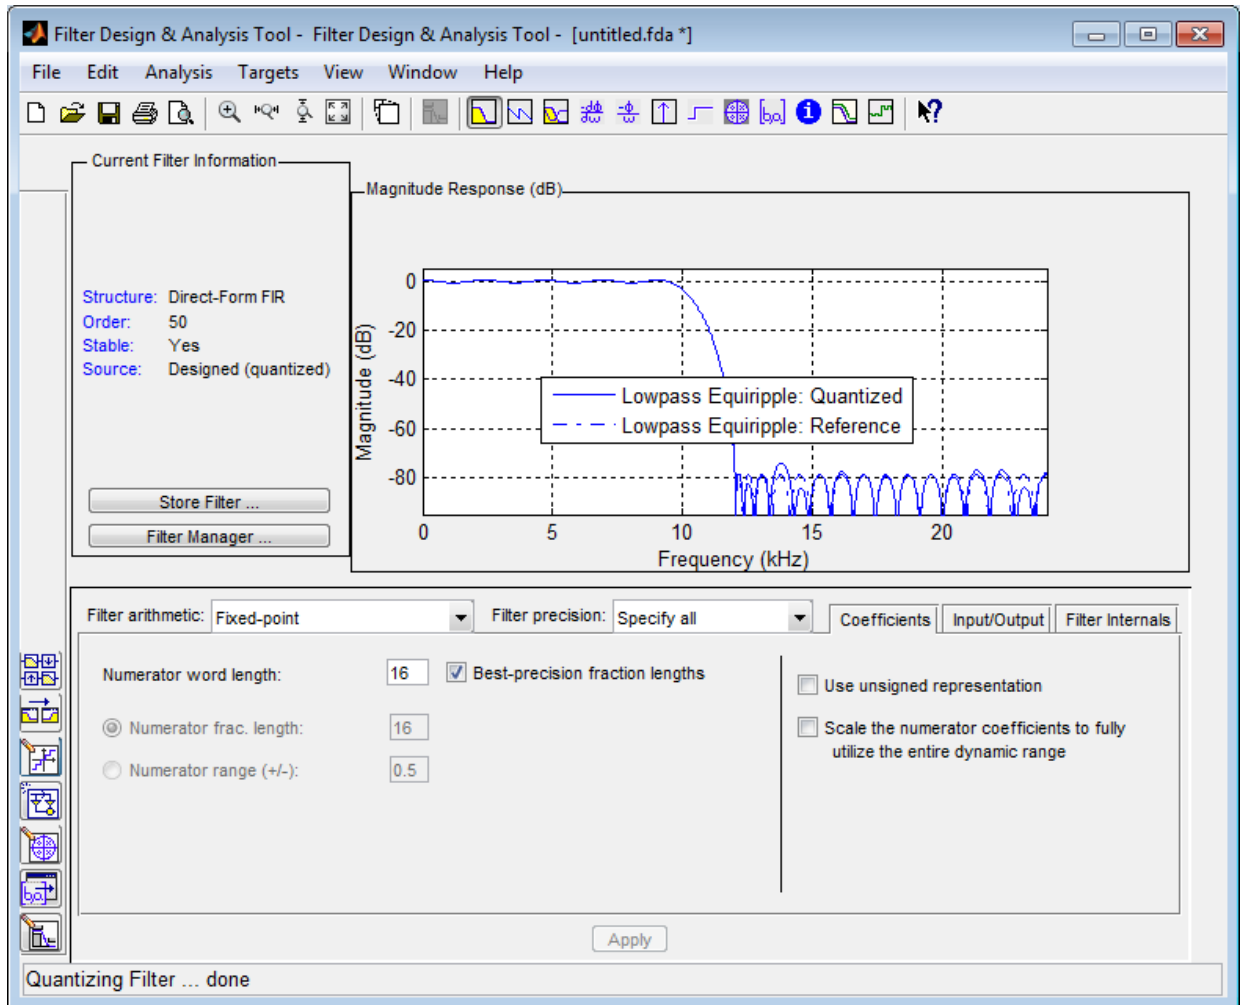 Filter Design & Analysis Tool - Filter Design & Analysis Tool - [untitled.fda *]
File Edit Analysis Targets View Window Help
Current Filter Information
Structure: Direct-Form FIR
Order: 50
Stable: Yes
Source: Designed (quantized)
Store Filter ...
Filter Manager ...
Magnitude Response (dB)
Magnitude (dB)
0
-20
-40
-60
-80
Lowpass Equiripple: Quantized
Lowpass Equiripple: Reference
0 5 10 15 20
Frequency (kHz)
Filter arithmetic: Fixed-point Filter precision: Specify all Coefficients Input/Output Filter Internals
Numerator word length: 16 Best-precision fraction lengths
Numerator frac. length: 16
Numerator range (+/-): 0.5
Use unsigned representation
Scale the numerator coefficients to fully
utilize the entire dynamic range
Apply
Quantizing Filter ... done